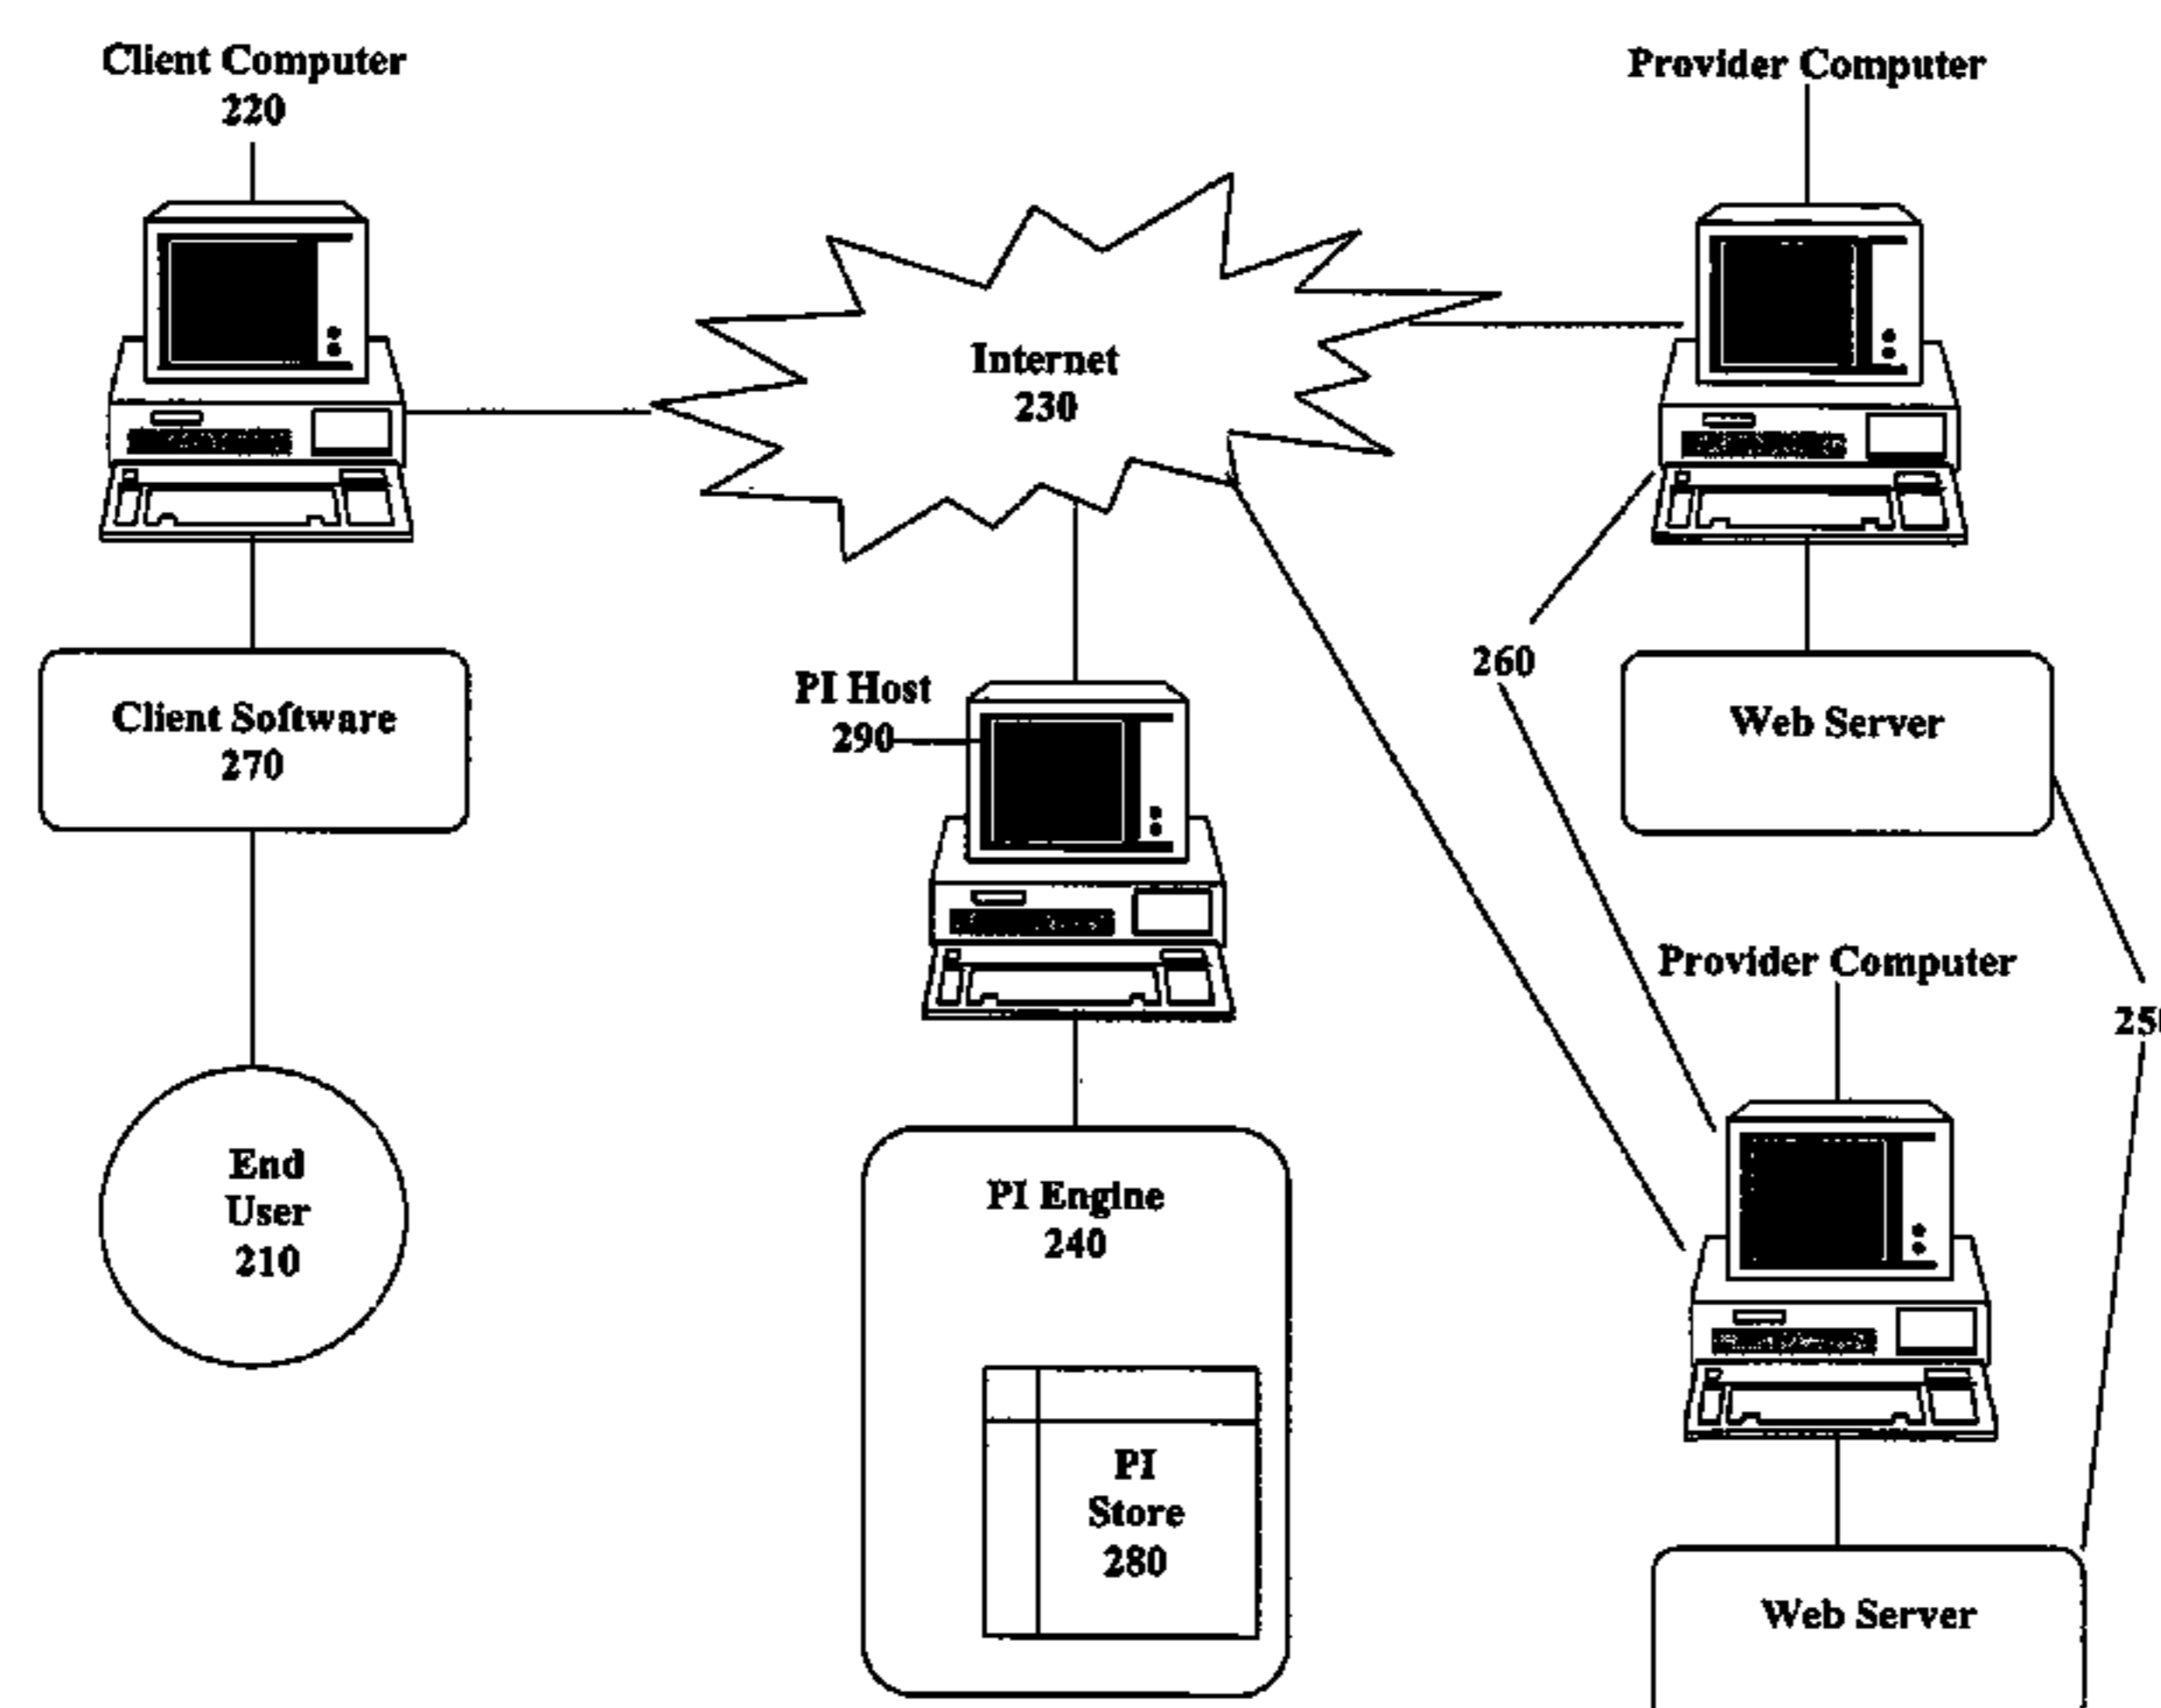 Client Computer
220
Provider Computer
Internet
230
PI Host
290
260
Client Software
270
Web Server
Provider Computer
End
User
210
PI Engine
240
PI
Store
280
Web Server